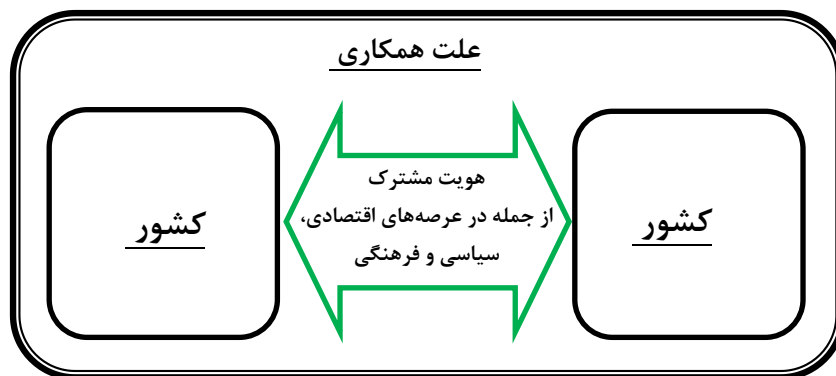 علت همکاری
کشور
هویت مشترک
از جمله در عرصه‌های اقتصادی،
سیاسی و فرهنگی
کشور